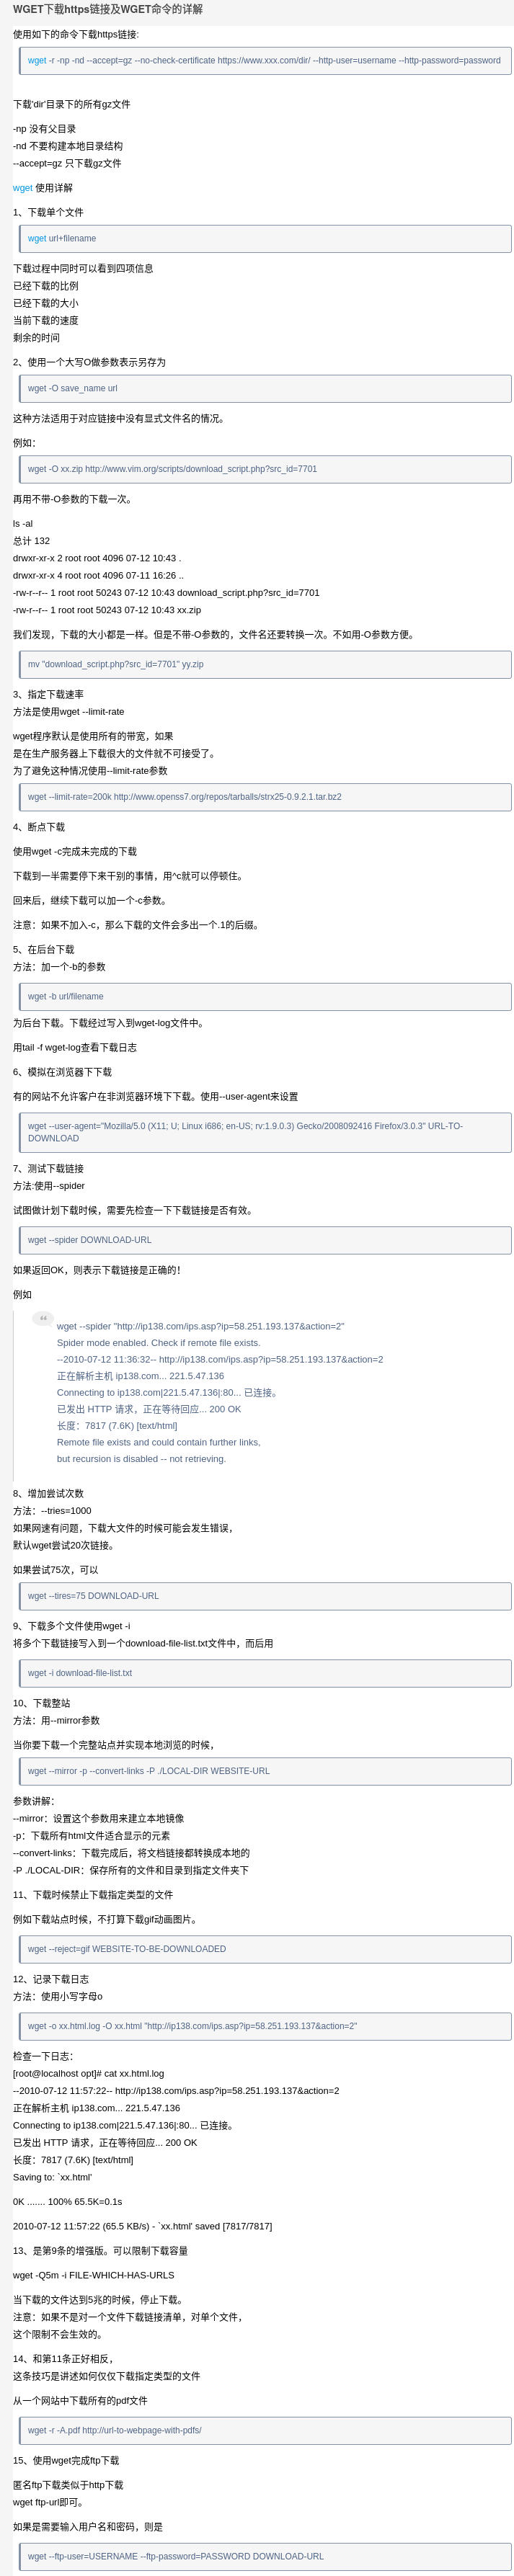 WGET下载https链接及WGET命令的详解
使用如下的命令下载https链接:
wget -r -np -nd --accept=gz --no-check-certificate https://www.xxx.com/dir/ --http-user=username --http-password=password
下载'dir'目录下的所有gz文件
-np 没有父目录
-nd 不要构建本地目录结构
--accept=gz 只下载gz文件
wget 使用详解
1、下载单个文件
wget url+filename
下载过程中同时可以看到四项信息
已经下载的比例
已经下载的大小
当前下载的速度
剩余的时间
2、使用一个大写O做参数表示另存为
wget -O save_name url
这种方法适用于对应链接中没有显式文件名的情况。
例如：
wget -O xx.zip http://www.vim.org/scripts/download_script.php?src_id=7701
再用不带-O参数的下载一次。
ls -al
总计 132
drwxr-xr-x 2 root root 4096 07-12 10:43 .
drwxr-xr-x 4 root root 4096 07-11 16:26 ..
-rw-r--r-- 1 root root 50243 07-12 10:43 download_script.php?src_id=7701
-rw-r--r-- 1 root root 50243 07-12 10:43 xx.zip
我们发现，下载的大小都是一样。但是不带-O参数的，文件名还要转换一次。不如用-O参数方便。
mv "download_script.php?src_id=7701" yy.zip
3、指定下载速率
方法是使用wget --limit-rate
wget程序默认是使用所有的带宽，如果
是在生产服务器上下载很大的文件就不可接受了。
为了避免这种情况使用--limit-rate参数
wget --limit-rate=200k http://www.openss7.org/repos/tarballs/strx25-0.9.2.1.tar.bz2
4、断点下载
使用wget -c完成未完成的下载
下载到一半需要停下来干别的事情，用^c就可以停顿住。
回来后，继续下载可以加一个-c参数。
注意：如果不加入-c，那么下载的文件会多出一个.1的后缀。
5、在后台下载
方法：加一个-b的参数
wget -b url/filename
为后台下载。下载经过写入到wget-log文件中。
用tail -f wget-log查看下载日志
6、模拟在浏览器下下载
有的网站不允许客户在非浏览器环境下下载。使用--user-agent来设置
wget --user-agent="Mozilla/5.0 (X11; U; Linux i686; en-US; rv:1.9.0.3) Gecko/2008092416 Firefox/3.0.3" URL-TO-
DOWNLOAD
7、测试下载链接
方法:使用--spider
试图做计划下载时候，需要先检查一下下载链接是否有效。
wget --spider DOWNLOAD-URL
如果返回OK，则表示下载链接是正确的！
例如
wget --spider "http://ip138.com/ips.asp?ip=58.251.193.137&action=2"
Spider mode enabled. Check if remote file exists.
--2010-07-12 11:36:32-- http://ip138.com/ips.asp?ip=58.251.193.137&action=2
正在解析主机 ip138.com... 221.5.47.136
Connecting to ip138.com|221.5.47.136|:80... 已连接。
已发出 HTTP 请求，正在等待回应... 200 OK
长度：7817 (7.6K) [text/html]
Remote file exists and could contain further links,
but recursion is disabled -- not retrieving.
8、增加尝试次数
方法：--tries=1000
如果网速有问题，下载大文件的时候可能会发生错误，
默认wget尝试20次链接。
如果尝试75次，可以
wget --tires=75 DOWNLOAD-URL
9、下载多个文件使用wget -i
将多个下载链接写入到一个download-file-list.txt文件中，而后用
wget -i download-file-list.txt
10、下载整站
方法：用--mirror参数
当你要下载一个完整站点并实现本地浏览的时候，
wget --mirror -p --convert-links -P ./LOCAL-DIR WEBSITE-URL
参数讲解：
--mirror：设置这个参数用来建立本地镜像
-p：下载所有html文件适合显示的元素
--convert-links：下载完成后，将文档链接都转换成本地的
-P ./LOCAL-DIR：保存所有的文件和目录到指定文件夹下
11、下载时候禁止下载指定类型的文件
例如下载站点时候，不打算下载gif动画图片。
wget --reject=gif WEBSITE-TO-BE-DOWNLOADED
12、记录下载日志
方法：使用小写字母o
wget -o xx.html.log -O xx.html "http://ip138.com/ips.asp?ip=58.251.193.137&action=2"
检查一下日志：
[root@localhost opt]# cat xx.html.log
--2010-07-12 11:57:22-- http://ip138.com/ips.asp?ip=58.251.193.137&action=2
正在解析主机 ip138.com... 221.5.47.136
Connecting to ip138.com|221.5.47.136|:80... 已连接。
已发出 HTTP 请求，正在等待回应... 200 OK
长度：7817 (7.6K) [text/html]
Saving to: `xx.html'
0K ....... 100% 65.5K=0.1s
2010-07-12 11:57:22 (65.5 KB/s) - `xx.html' saved [7817/7817]
13、是第9条的增强版。可以限制下载容量
wget -Q5m -i FILE-WHICH-HAS-URLS
当下载的文件达到5兆的时候，停止下载。
注意：如果不是对一个文件下载链接清单，对单个文件，
这个限制不会生效的。
14、和第11条正好相反，
这条技巧是讲述如何仅仅下载指定类型的文件
从一个网站中下载所有的pdf文件
wget -r -A.pdf http://url-to-webpage-with-pdfs/
15、使用wget完成ftp下载
匿名ftp下载类似于http下载
wget ftp-url即可。
如果是需要输入用户名和密码，则是
wget --ftp-user=USERNAME --ftp-password=PASSWORD DOWNLOAD-URL